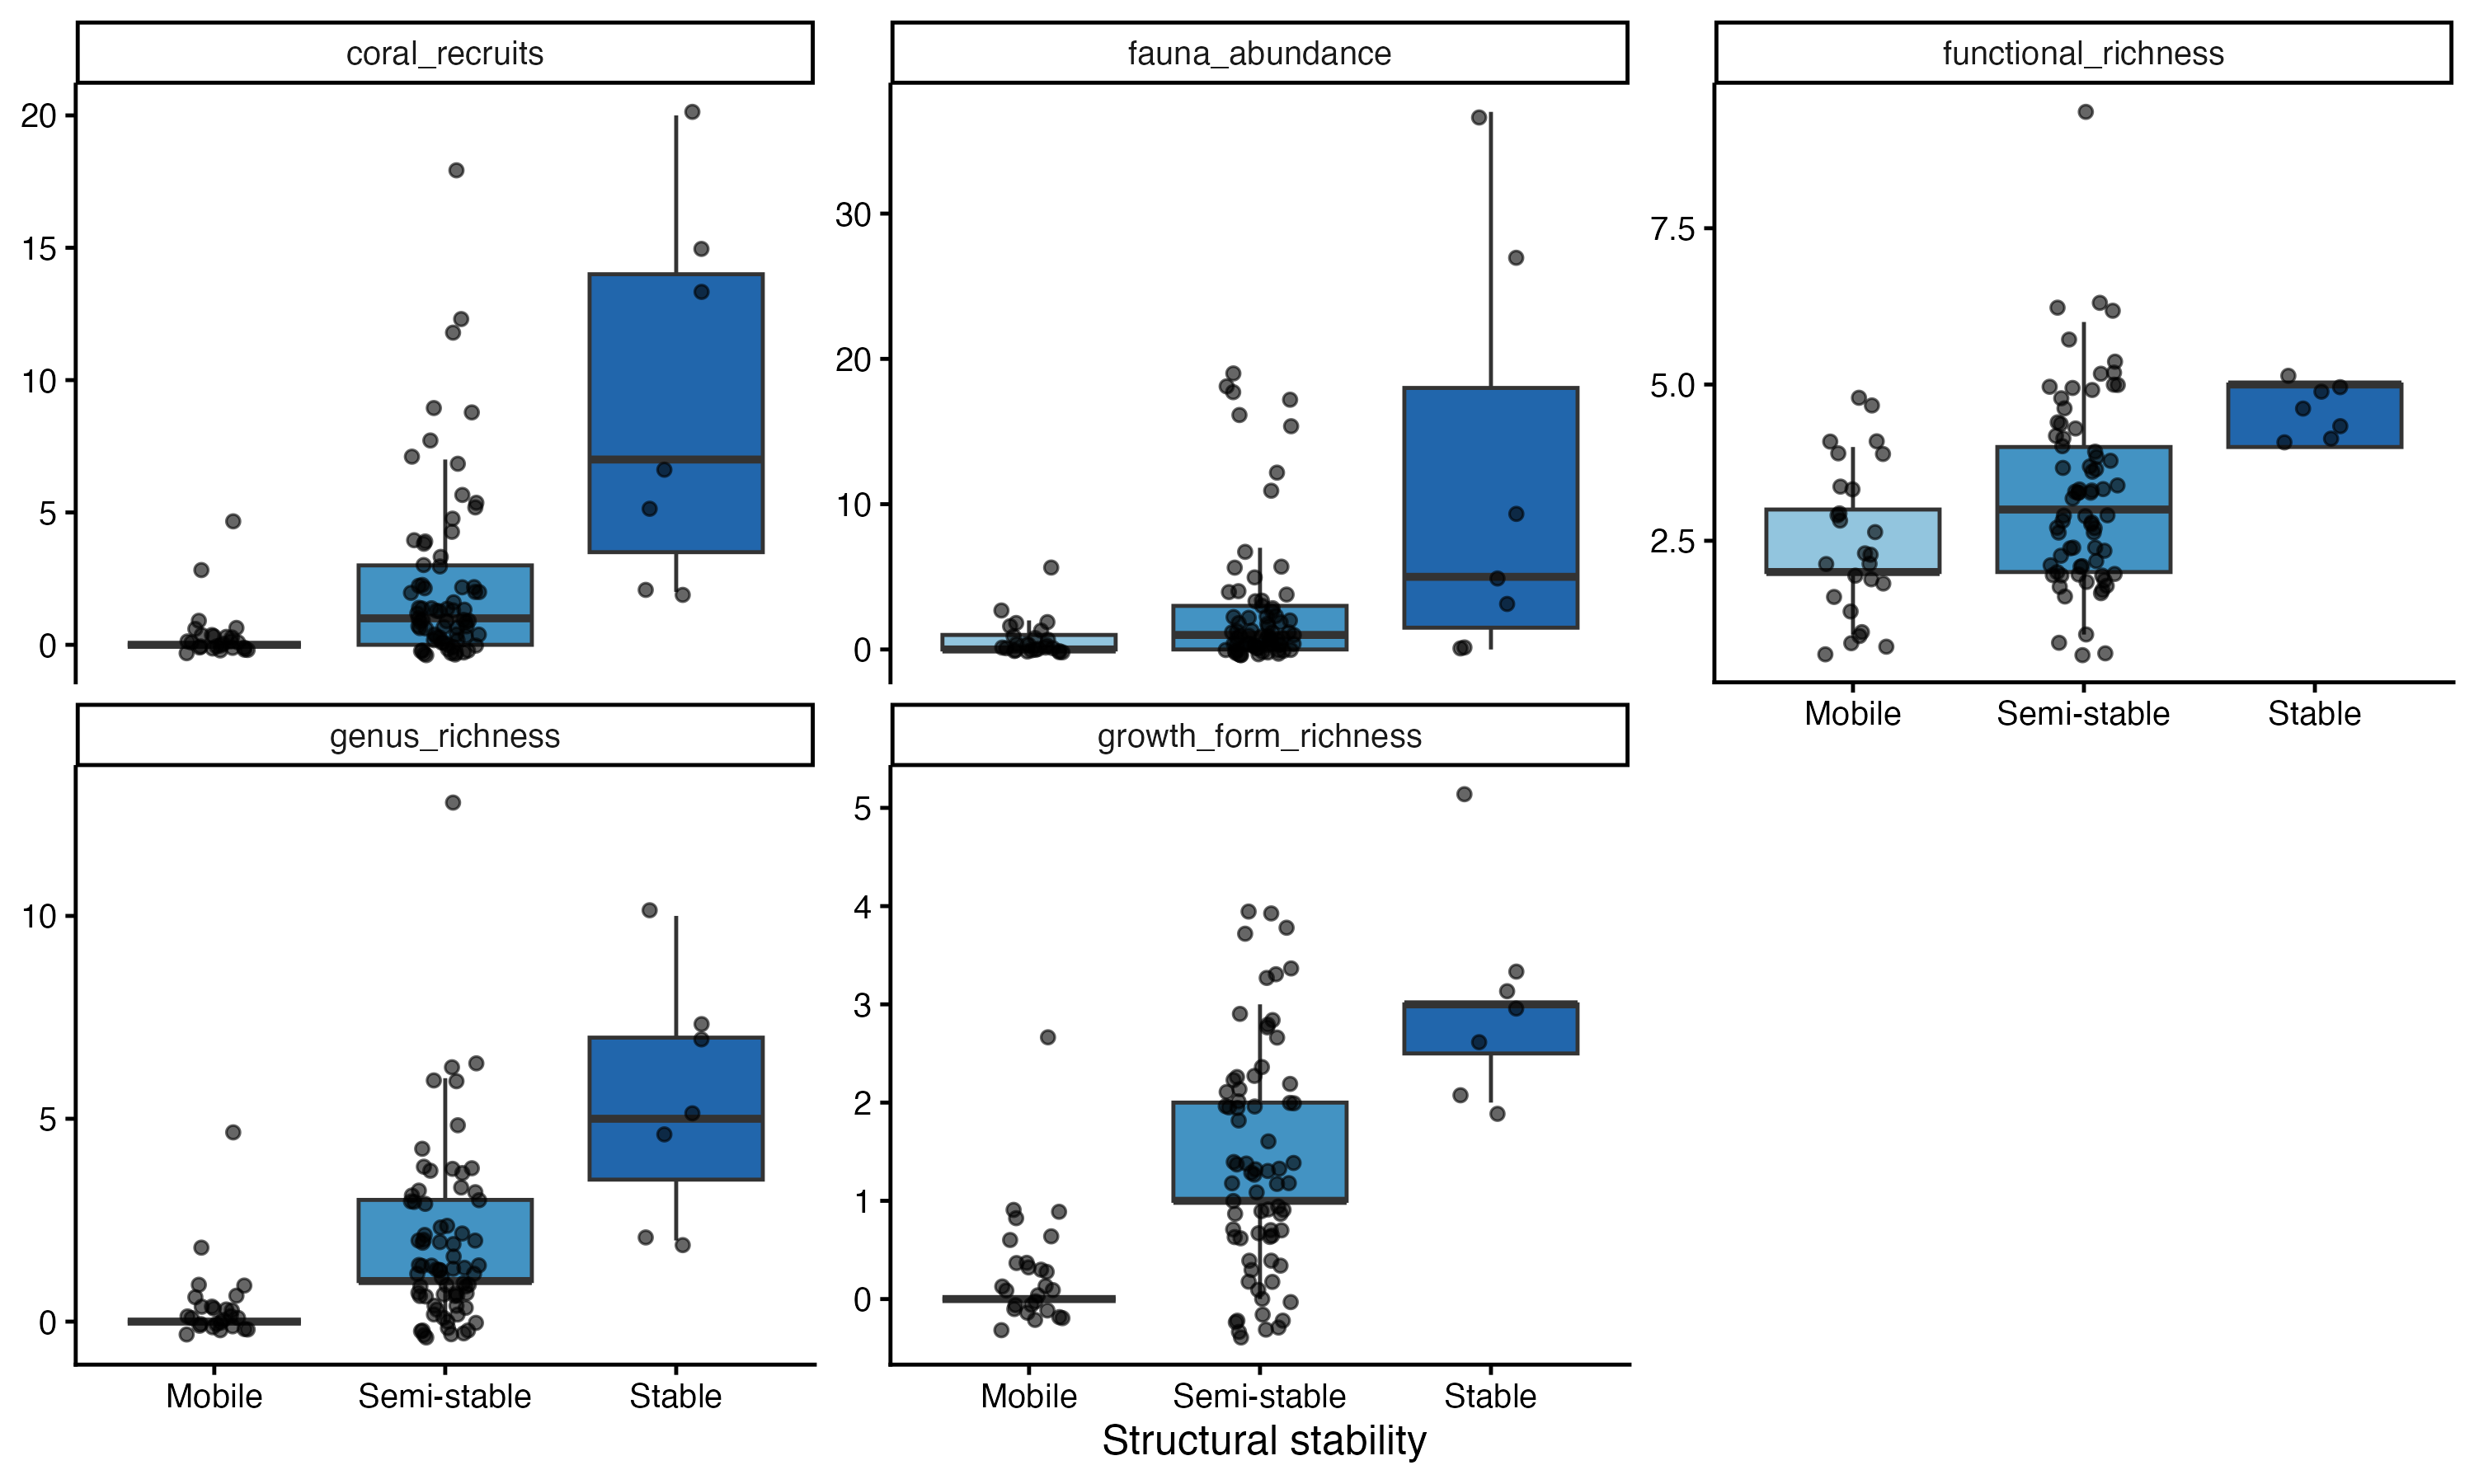 coral_recruits
fauna_abundance
functional_richness
20
15
10
5
0
30
20
10
0
7.5
5.0
2.5
Mobile Semi-stable Stable
genus_richness
growth_form_richness
10
5
0
5
4
3
2
1
0
Mobile Semi-stable Stable
Mobile Semi-stable Stable
Structural stability